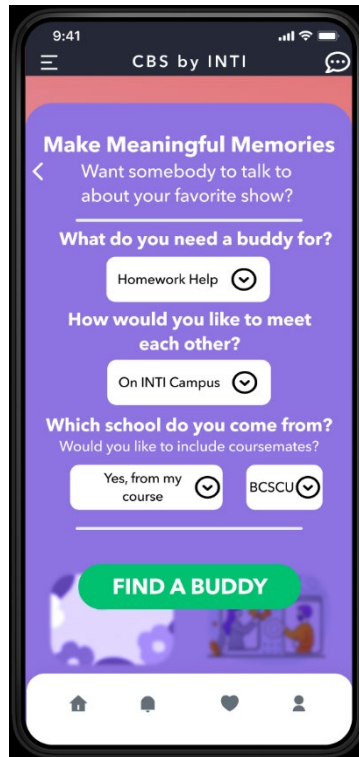 9:41
CBS by INTI
Make Meaningful Memories
Want somebody to talk to
about your favorite show?
What do you need a buddy for?
Homework Help
How would you like to meet
each other?
On INTI Campus
Which school do you come from?
Would you like to include coursemates?
Yes, from my
course
BCSCU
FIND A BUDDY